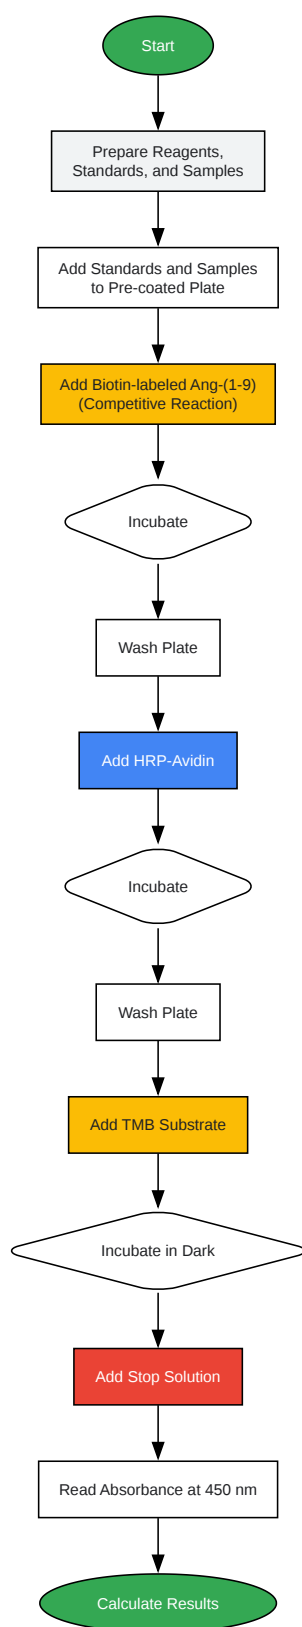 Start
Prepare Reagents,
Standards, and Samples
Add Standards and Samples
to Pre-coated Plate
Add Biotin-labeled Ang-(1-9)
(Competitive Reaction)
Incubate
Wash Plate
Add HRP-Avidin
Incubate
Wash Plate
Add TMB Substrate
Incubate in Dark
Add Stop Solution
Read Absorbance at 450 nm
Calculate Results